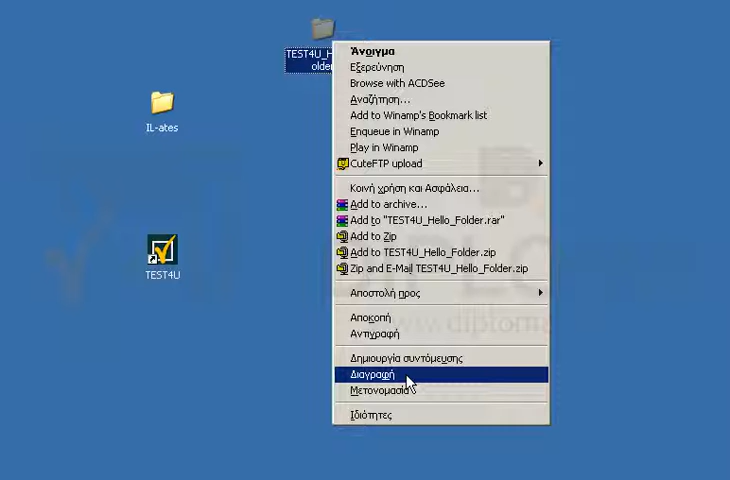 TEST4U_H
older
IL-ates
TEST4U
Άνοιγμα
Εξερεύνηση
Browse with ACDSee
Αναζήτηση...
Add to Winamp's Bookmark list
Enqueue in Winamp
Play in Winamp
CuteFTP upload
Κοινή χρήση και Ασφάλεια...
Add to archive...
Add to "TEST4U_Hello_Folder.rar"
Add to Zip
Add to TEST4U_Hello_Folder.zip
Zip and E-Mail TEST4U_Hello_Folder.zip
Αποστολή προς
Αποκοπή
Αντιγραφή
Δημιουργία συντόμευσης
Διαγραφή
Μετονομασία
Ιδιότητες